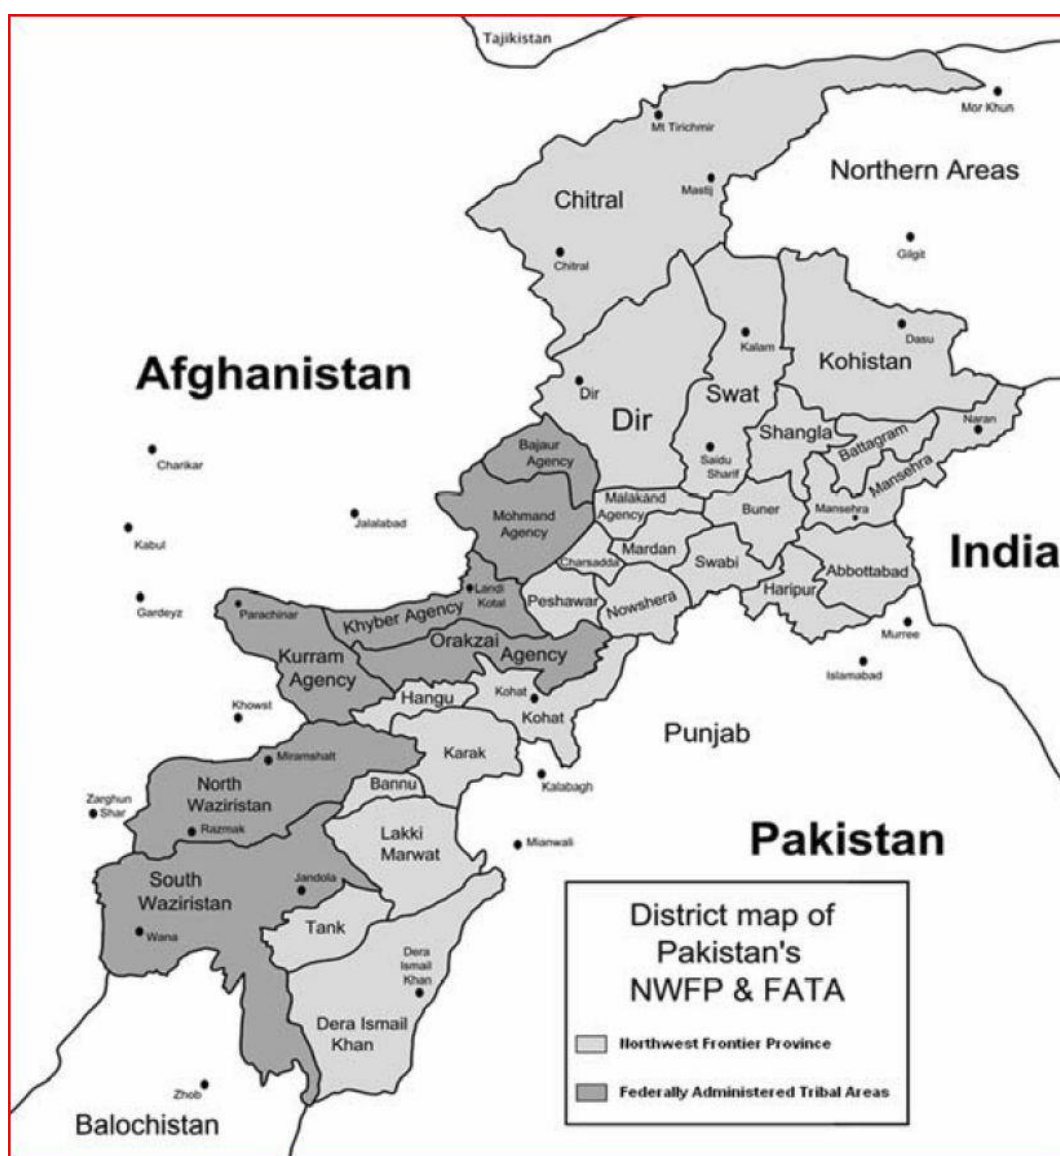 Tajikistan
Mor Khun
Mt Tirichmir
Northern Areas
Mastij
Chitral
Gilgit
Chitral
Dasu
Kalam
Kohistan
Afghanistan
Dir
Swat
Dir
Naran
Shangla
Battagram
Bajaur
Agency
Saidu
Sharif
Charikar
Mansehra
Malakand
Agency
Buner
Mansehra
Mohmand
Agency
Jalalabad
Kabul
India
Mardan
Charsadda
Swabi
Abbottabad
Landi
Kotal
Haripur
Peshawar
Nowshera
Gardeyz
Parachinar
Khyber Agency
Murree
Orakzai
Agency
Kurram
Agency
Islamabad
Hangu
Kohat
Kohat
Khowst
Punjab
Karak
Miramshalt
Bannu
Kalabagh
North
Waziristan
Zarghun
Shar
Razmak
Lakki
Marwat
Mianwali
Pakistan
South
Waziristan
Jandola
Tank
Wana
Dera
Ismail
Khan
Dera Ismail
Khan
Zhob
Balochistan
District map of
Pakistan's
NWFP & FATA
Northwest Frontier Province
Federally Administered Tribal Areas